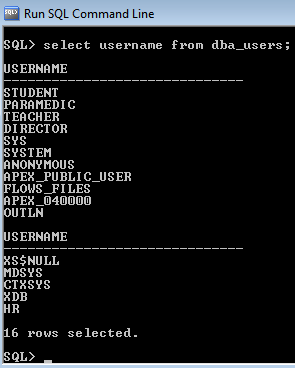 Run SQL Command Line
SQL> select username from dba_users;
USERNAME
------------------------------
STUDENT
PARAMEDIC
TEACHER
DIRECTOR
SYS
SYSTEM
ANONYMOUS
APEX_PUBLIC_USER
FLOWS_FILES
APEX_040000
OUTLN
USERNAME
------------------------------
XS$NULL
MDSYS
CTXSYS
XDB
HR
16 rows selected.
SQL> _